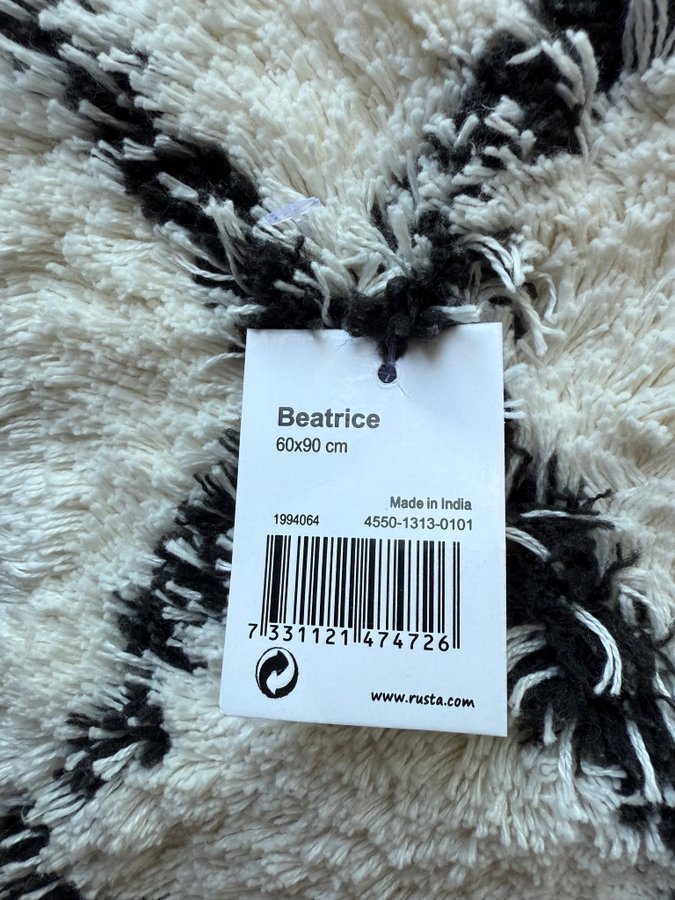 Beatrice
60x90 cm
Made in India
1994064 4550-1313-0101
7 331121 474726
www.rusta.com